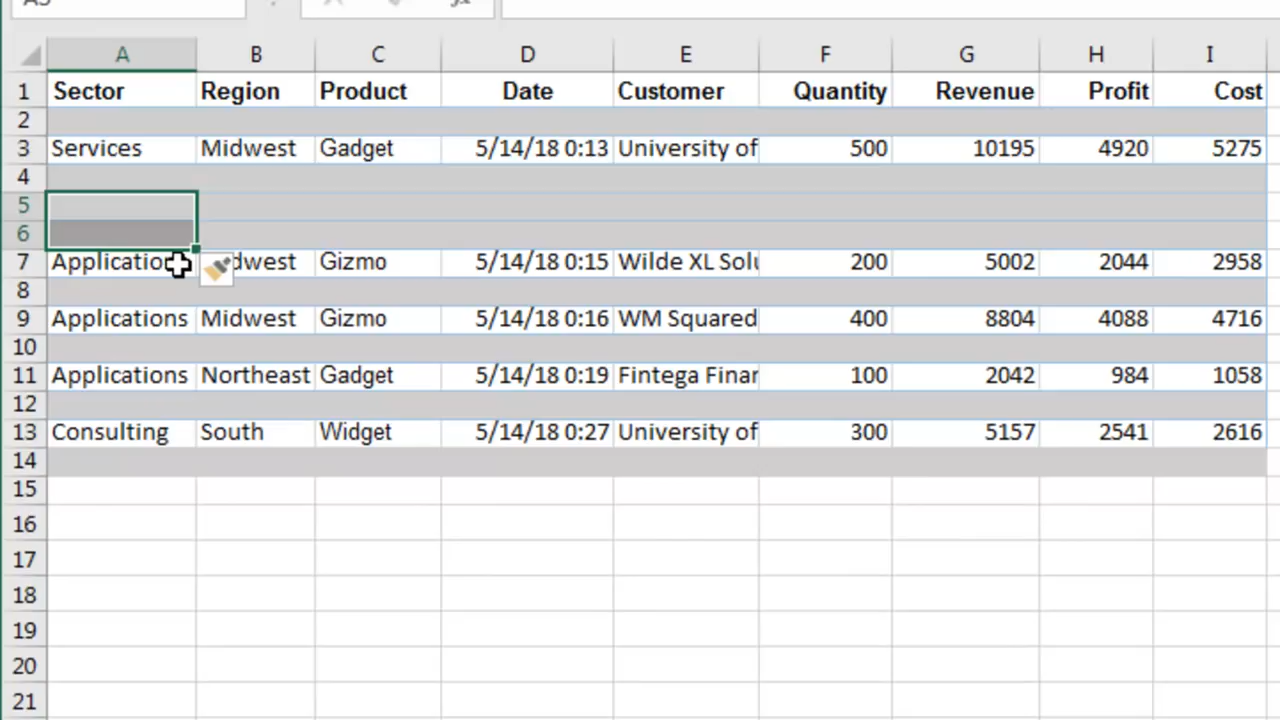 A B C D E F G H I
1 Sector Region Product Date Customer Quantity Revenue Profit Cost
2
3 Services Midwest Gadget 5/14/18 0:13 University of 500 10195 4920 5275
4
5
6
7 Application dwest Gizmo 5/14/18 0:15 Wilde XL Solu 200 5002 2044 2958
8
9 Applications Midwest Gizmo 5/14/18 0:16 WM Squared 400 8804 4088 4716
10
11 Applications Northeast Gadget 5/14/18 0:19 Fintega Finar 100 2042 984 1058
12
13 Consulting South Widget 5/14/18 0:27 University of 300 5157 2541 2616
14
15
16
17
18
19
20
21